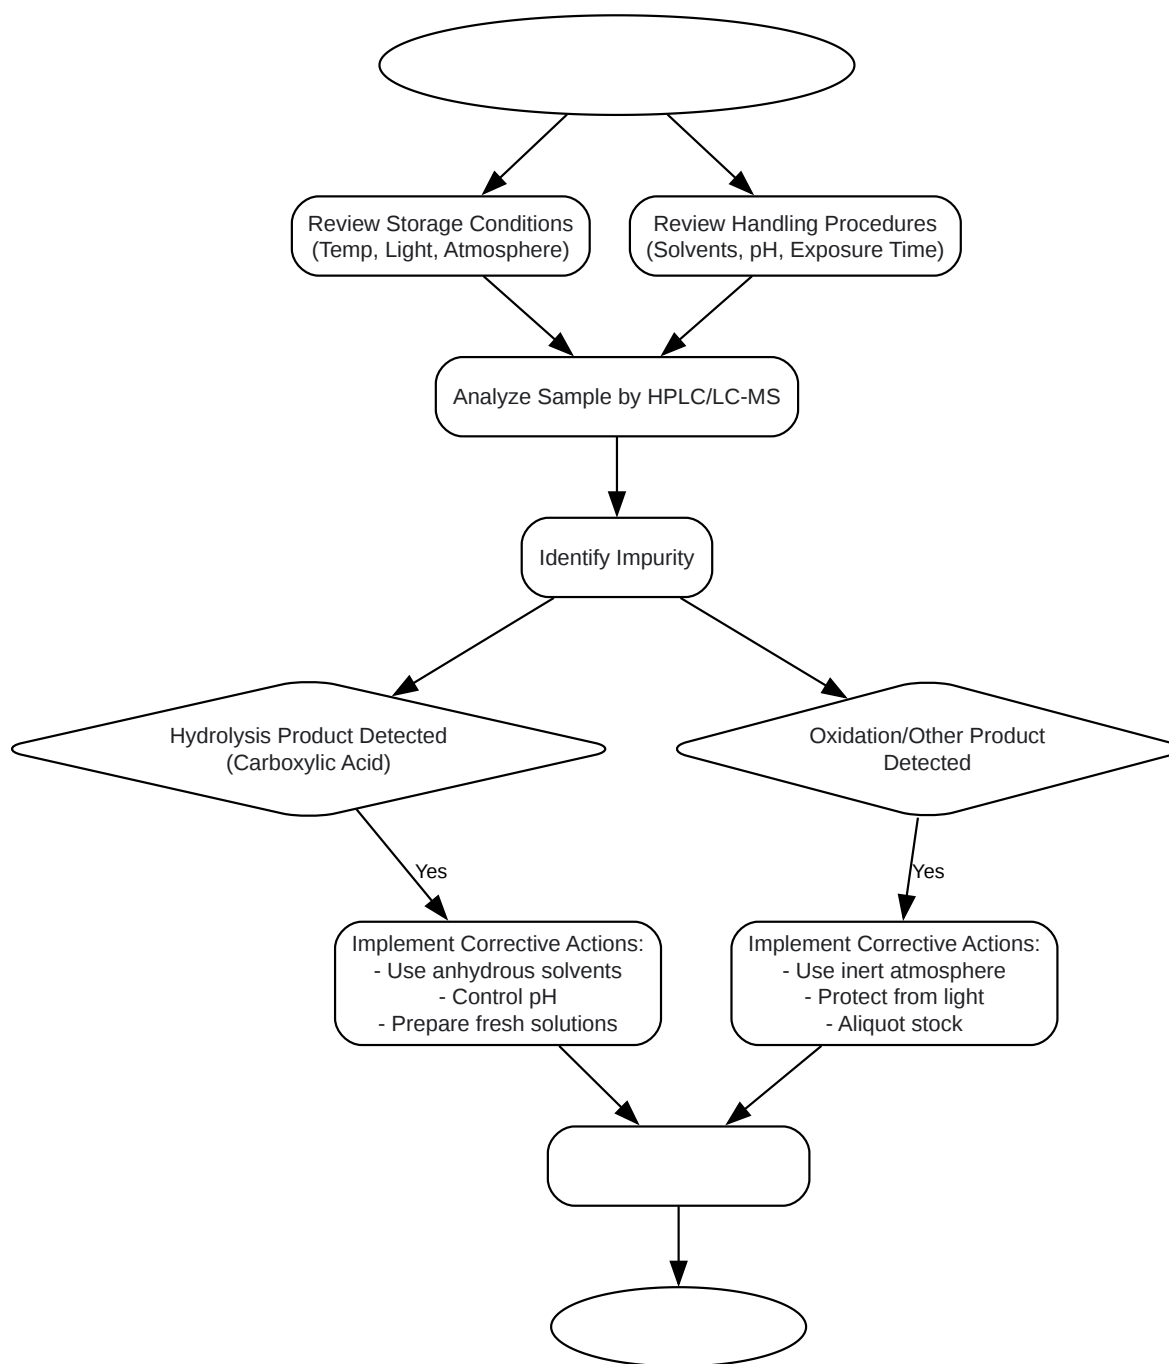 Review Storage Conditions
(Temp, Light, Atmosphere)
Review Handling Procedures
(Solvents, pH, Exposure Time)
Analyze Sample by HPLC/LC-MS
Identify Impurity
Hydrolysis Product Detected
(Carboxylic Acid)
Oxidation/Other Product
Detected
Yes
Yes
Implement Corrective Actions:
- Use anhydrous solvents
- Control pH
- Prepare fresh solutions
Implement Corrective Actions:
- Use inert atmosphere
- Protect from light
- Aliquot stock